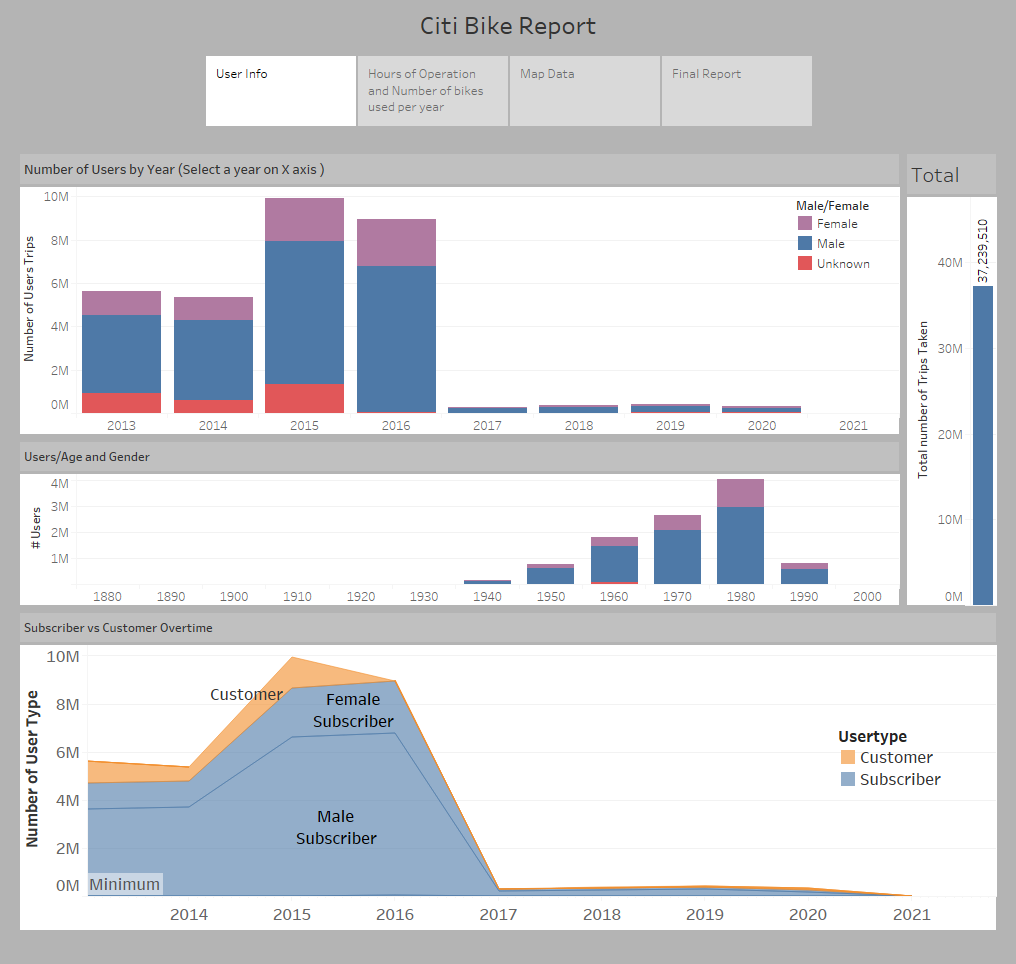 Citi Bike Report
User Info
Hours of Operation
and Number of bikes
used per year
Map Data
Final Report
Number of Users by Year (Select a year on X axis )
Total
Number of Users Trips
10M
8M
6M
4M
2M
0M
Male/Female
Female
Male
Unknown
2013 2014 2015 2016 2017 2018 2019 2020 2021
Total number of Trips Taken
40M
30M
20M
10M
0M
37,239,510
Users/Age and Gender
# Users
4M
3M
2M
1M
1880 1890 1900 1910 1920 1930 1940 1950 1960 1970 1980 1990 2000
Subscriber vs Customer Overtime
Number of User Type
10M
8M
6M
4M
2M
0M
Customer
Female
Subscriber
Male
Subscriber
Minimum
Usertype
Customer
Subscriber
2014 2015 2016 2017 2018 2019 2020 2021